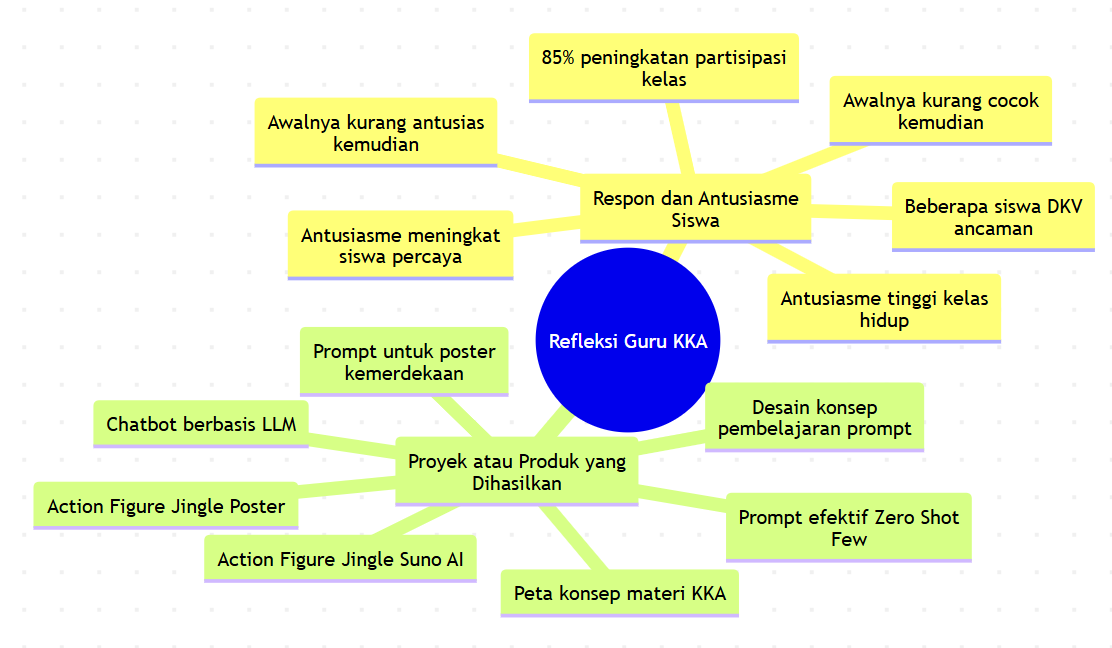 85% peningkatan partisipasi
kelas
Awalnya kurang cocok
kemudian
Awalnya kurang antusias
kemudian
Respon dan Antusiasme
Siswa
Beberapa siswa DKV
ancaman
Antusiasme meningkat
siswa percaya
Antusiasme tinggi kelas
hidup
Refleksi Guru KKA
Prompt untuk poster
kemerdekaan
Desain konsep
pembelajaran prompt
Chatbot berbasis LLM
Proyek atau Produk yang
Dihasilkan
Action Figure Jingle Poster
Prompt efektif Zero Shot
Few
Action Figure Jingle Suno AI
Peta konsep materi KKA